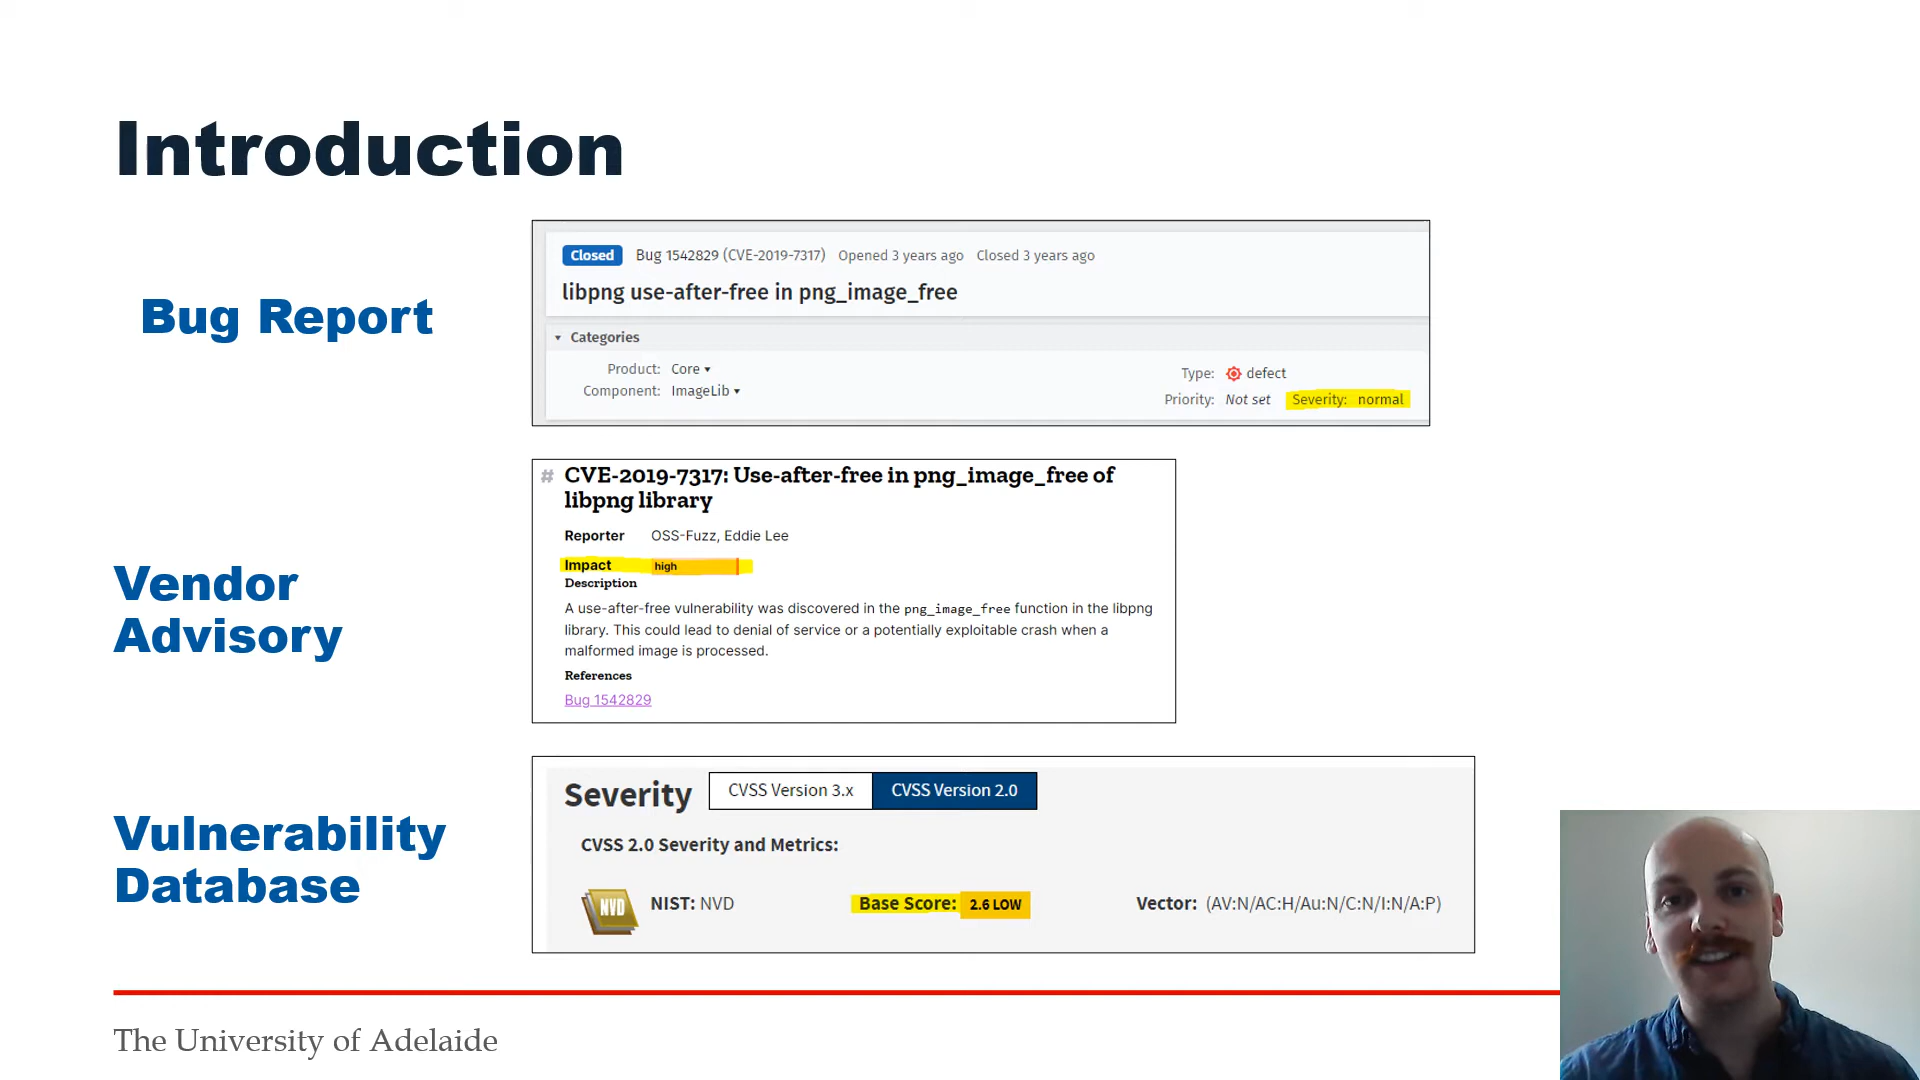 Introduction
Bug Report
Closed Bug 1542829 (CVE-2019-7317) Opened 3 years ago Closed 3 years ago
libpng use-after-free in png_image_free
Categories
Product: Core
Component: ImageLib
Type: defect
Priority: Not set Severity: normal
Vendor
Advisory
# CVE-2019-7317: Use-after-free in png_image_free of
libpng library
Reporter OSS-Fuzz, Eddie Lee
Impact high
Description
A use-after-free vulnerability was discovered in the png_image_free function in the libpng
library. This could lead to denial of service or a potentially exploitable crash when a
malformed image is processed.
References
Bug 1542829
Vulnerability
Database
Severity CVSS Version 3.x CVSS Version 2.0
CVSS 2.0 Severity and Metrics:
NVD NIST: NVD Base Score: 2.6 LOW Vector: (AV:N/AC:H/Au:N/C:N/I:N/A:P)
The University of Adelaide